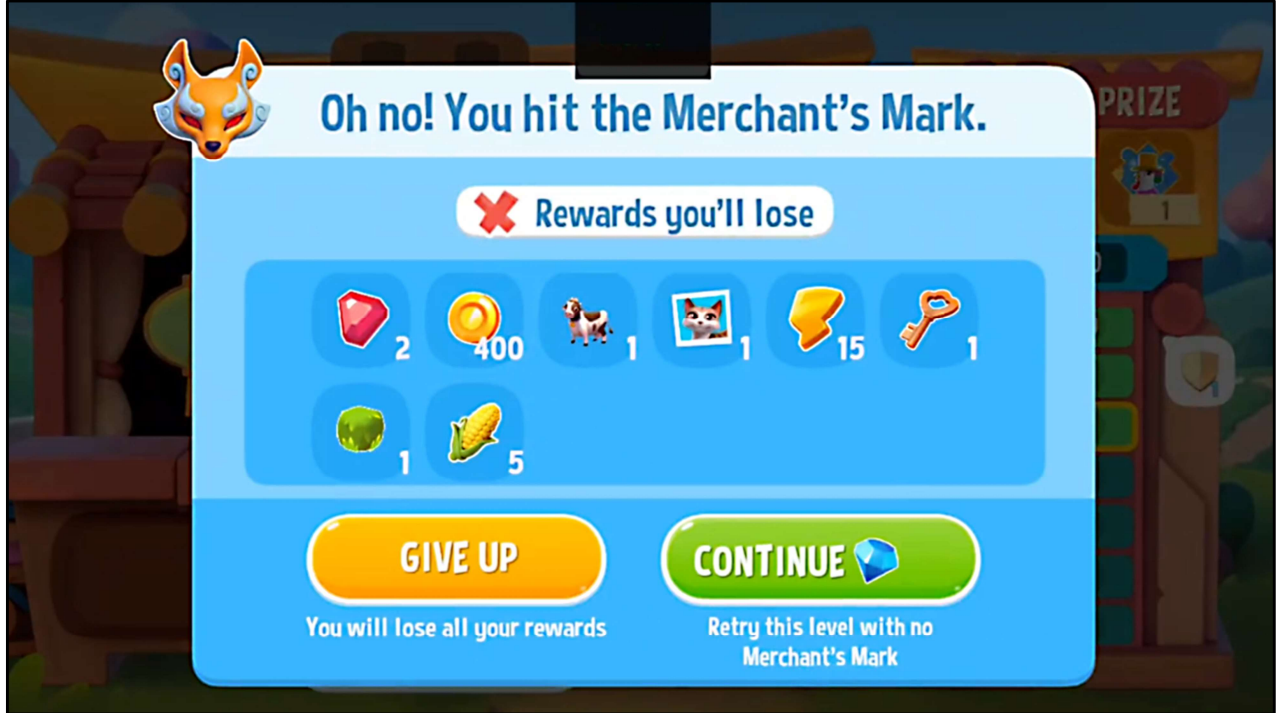 Oh no! You hit the Merchant's Mark.
PRIZE
1
Rewards you'll lose
2
400
1
1
15
1
1
5
GIVE UP
CONTINUE
You will lose all your rewards
Retry this level with no
Merchant's Mark